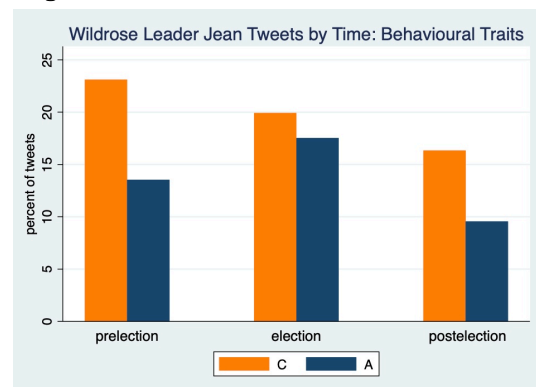 Wildrose Leader Jean Tweets by Time: Behavioural Traits
percent of tweets
25
20
15
10
5
0
prelection election postelection
C A